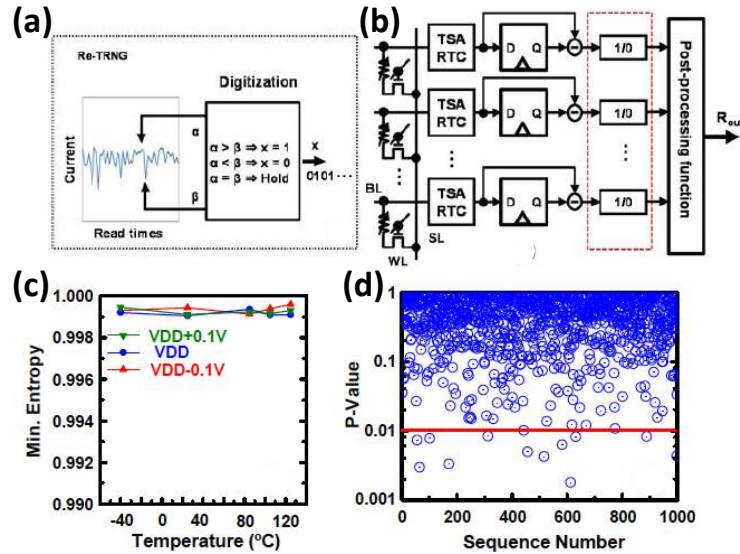 (a)
Re-TRNG
Digitization
α
α > β ⇒ x = 1
α < β ⇒ x = 0
α = β ⇒ Hold
β
x
0101 ···
Current
Read times
(b)
TSA
RTC
D Q
−
1/0
TSA
RTC
D Q
−
1/0
TSA
RTC
D Q
−
1/0
BL
SL
WL
Post-processing function
Rou
(c)
1.000
0.998
0.996
0.994
0.992
0.990
VDD+0.1V
VDD
VDD-0.1V
Min. Entropy
-40 0 40 80 120
Temperature (ºC)
(d)
1
0.1
0.01
0.001
P-Value
0 200 400 600 800 1000
Sequence Number